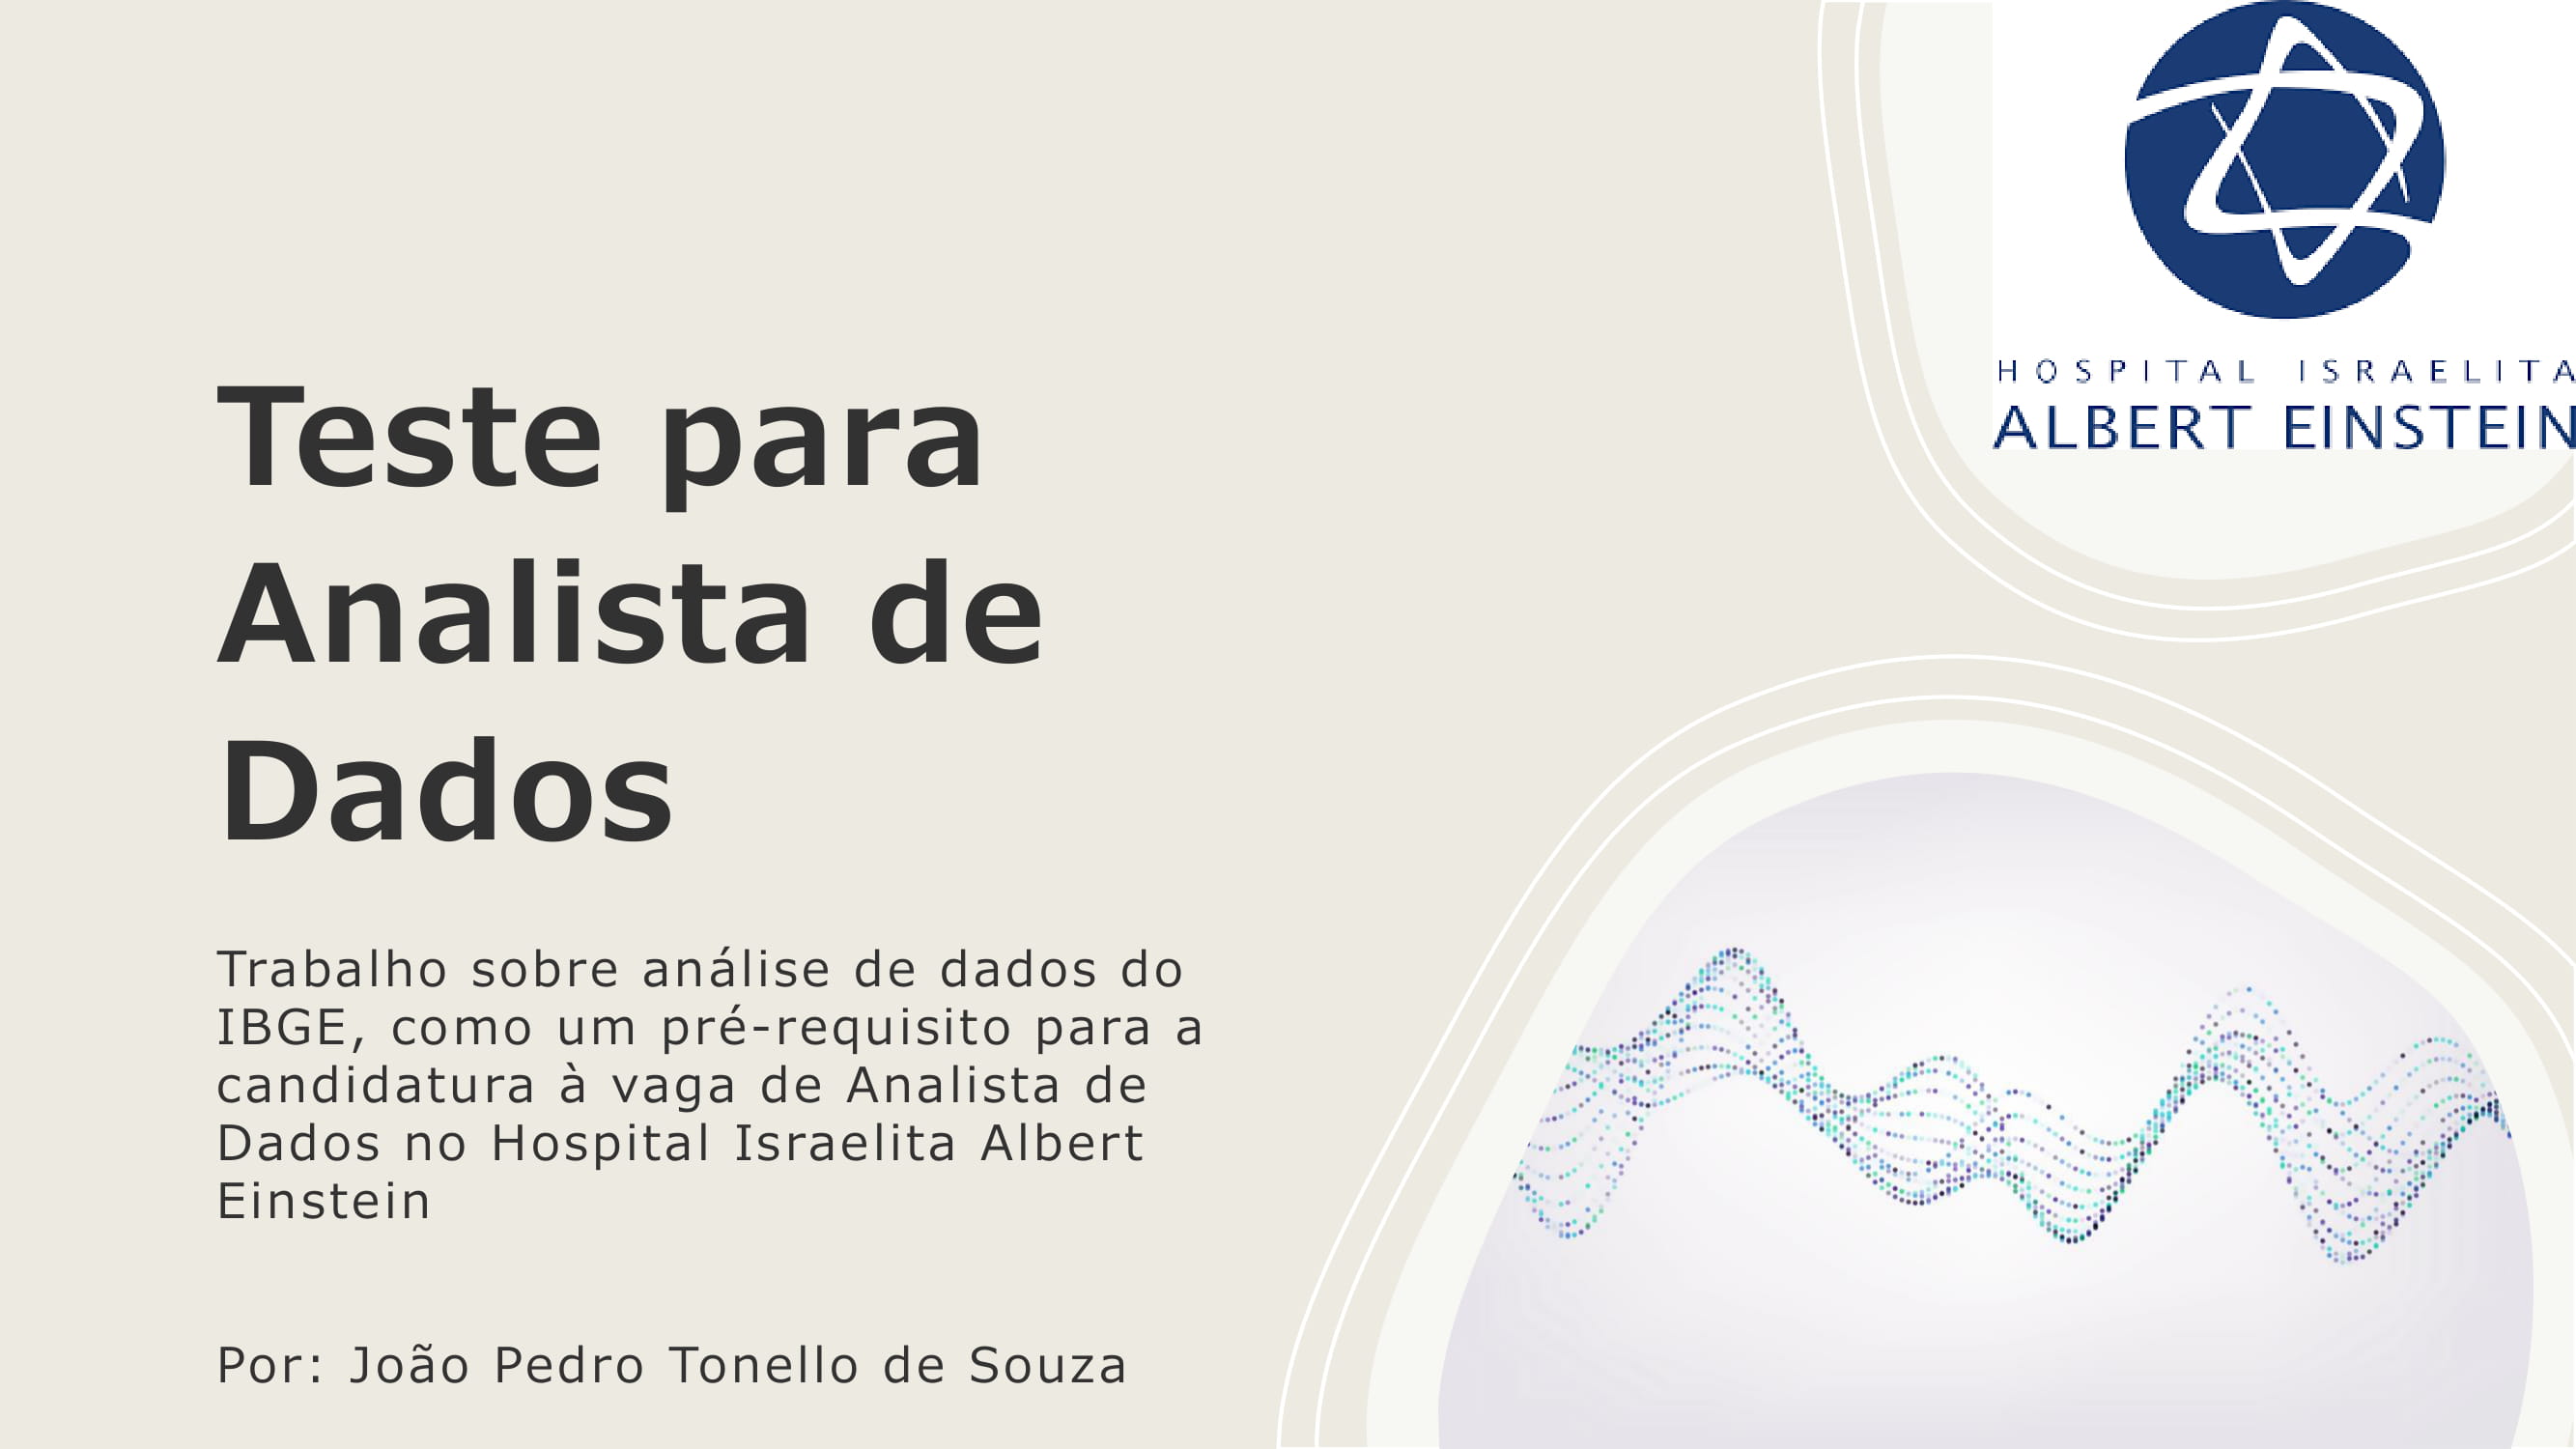 HOSPITAL ISRAELITA
ALBERT EINSTEIN
Teste para
Analista de
Dados
Trabalho sobre análise de dados do
IBGE, como um pré-requisito para a
candidatura à vaga de Analista de
Dados no Hospital Israelita Albert
Einstein
Por: João Pedro Tonello de Souza